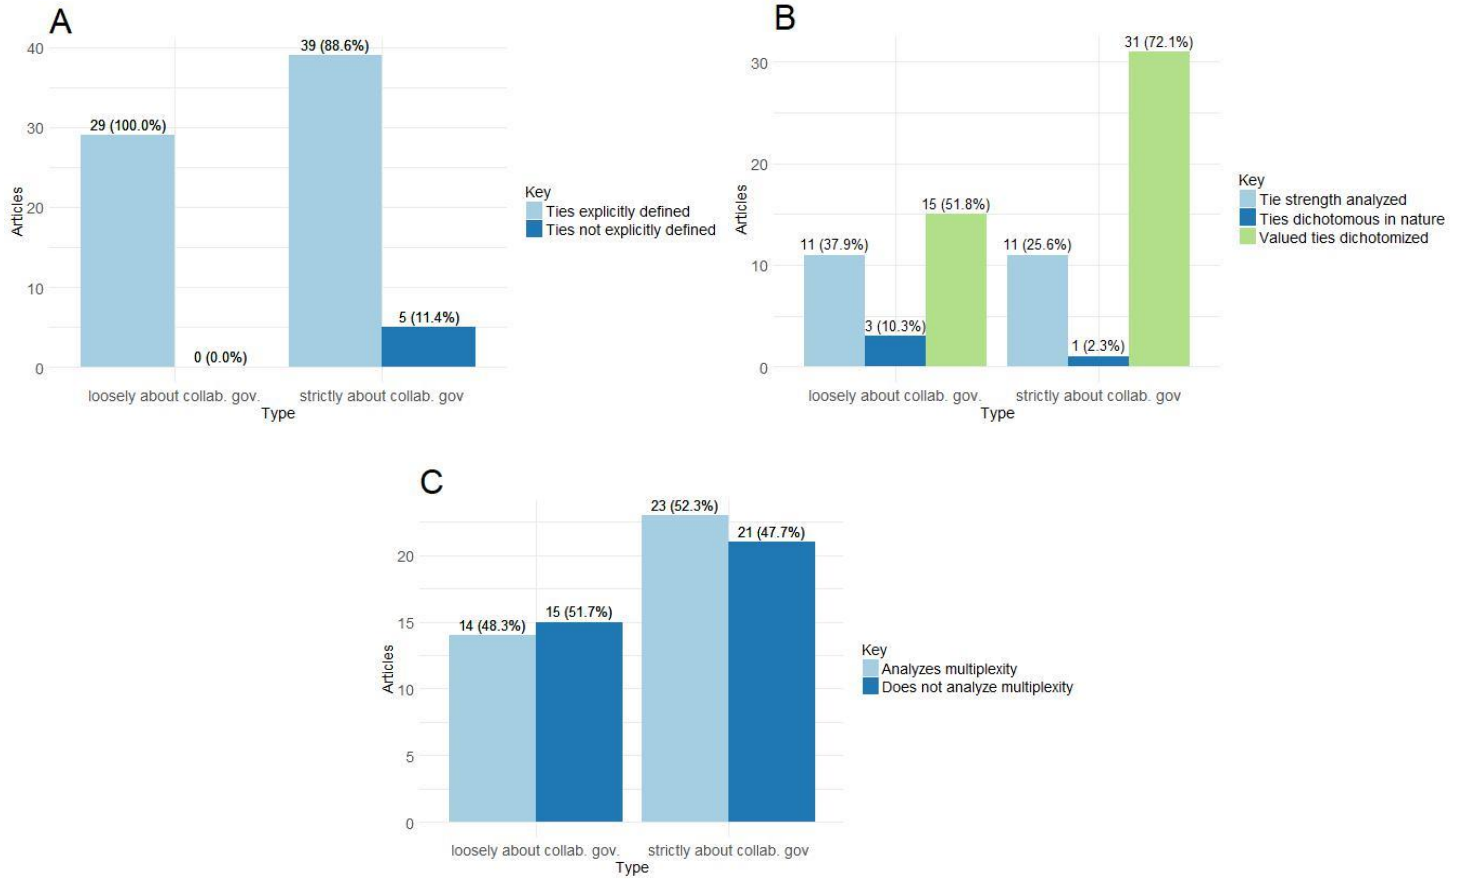 A
40
30
20
10
0
Articles
29 (100.0%)
0 (0.0%)
39 (88.6%)
5 (11.4%)
loosely about collab. gov.
strictly about collab. gov
Type
Key
Ties explicitly defined
Ties not explicitly defined
B
30
20
10
0
Articles
11 (37.9%)
3 (10.3%)
15 (51.8%)
11 (25.6%)
1 (2.3%)
31 (72.1%)
loosely about collab. gov.
strictly about collab. gov
Type
Key
Tie strength analyzed
Ties dichotomous in nature
Valued ties dichotomized
C
20
15
10
5
0
Articles
14 (48.3%)
15 (51.7%)
23 (52.3%)
21 (47.7%)
loosely about collab. gov.
strictly about collab. gov
Type
Key
Analyzes multiplexity
Does not analyze multiplexity